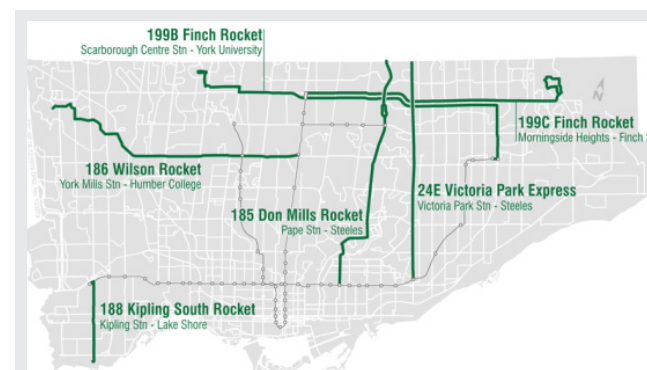 199B Finch Rocket
Scarborough Centre Stn - York University
N
199C Finch Rocket
Morningside Heights - Finch
186 Wilson Rocket
York Mills Stn - Humber College
24E Victoria Park Express
Victoria Park Stn - Steeles
185 Don Mills Rocket
Pape Stn - Steeles
188 Kipling South Rocket
Kipling Stn - Lake Shore